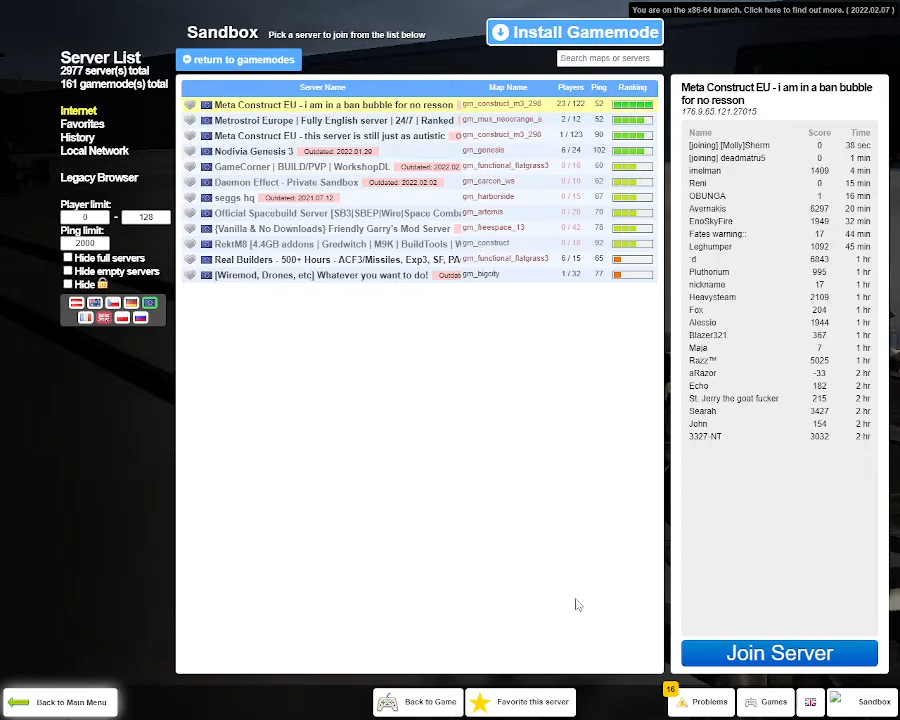 You are on the x86-64 branch. Click here to find out more. ( 2022.02.07 )
Sandbox Pick a server to join from the list below
Install Gamemode
Server List
2977 server(s) total
161 gamemode(s) total
return to gamemodes
Search maps or servers
Internet
Favorites
History
Local Network
Legacy Browser
Player limit:
0 - 128
Ping limit:
2000
Hide full servers
Hide empty servers
Hide
Server Name Map Name Players Ping Ranking
Meta Construct EU - i am in a ban bubble for no resson gm_construct_m3_298 23 / 122 52
Metrostroi Europe | Fully English server | 24/7 | Ranked gm_mus_neoorange_e 2 / 12 52
Meta Construct EU - this server is still just as autistic O gm_construct_m3_298 1 / 123 90
Nodivia Genesis 3 Outdated: 2022.01.29 gm_genesis 6 / 24 102
GameCorner | BUILD/PVP | WorkshopDL Outdated: 2022.02. gm_functional_flatgrass3 0 / 16 60
Daemon Effect - Private Sandbox Outdated: 2022.02.02 gm_carcon_ws 0 / 10 62
seggs hq Outdated: 2021.07.12 gm_harborside 0 / 15 67
Official Spacebuild Server [SB3|SBEP|Wire|Space Comba gm_artemis 0 / 20 70
{Vanilla & No Downloads} Friendly Garry's Mod Server gm_freespace_13 0 / 42 78
RektM8 [4.4GB addons | Gredwitch | M9K | BuildTools | W gm_construct 0 / 16 92
Real Builders - 500+ Hours - ACF3/Missiles, Exp3, SF, PA gm_functional_flatgrass3 6 / 15 65
[Wiremod, Drones, etc] Whatever you want to do! Outdat gm_bigcity 1 / 32 77
Meta Construct EU - i am in a ban bubble
for no resson
176.9.65.121:27015
Name Score Time
[joining] [Molly]Sherm 0 38 sec
[joining] deadmatru5 0 1 min
imelman 1409 4 min
Reni 0 15 min
OBUNGA 1 16 min
Avernakis 6297 20 min
EnoSkyFire 1949 32 min
Fates warning:: 17 44 min
Leghumper 1092 45 min
:d 6843 1 hr
Pluthorium 995 1 hr
nickname 17 1 hr
Heavysteam 2109 1 hr
Fox 204 1 hr
Alessio 1944 1 hr
Blazer321 367 1 hr
Maja 7 1 hr
Razz™ 5025 1 hr
aRazor -33 2 hr
Echo 182 2 hr
St. Jerry the goat fucker 215 2 hr
Searah 3427 2 hr
John 154 2 hr
3327-NT 3032 2 hr
Join Server
Back to Main Menu
Back to Game
Favorite this server
16
Problems
Games
Sandbox